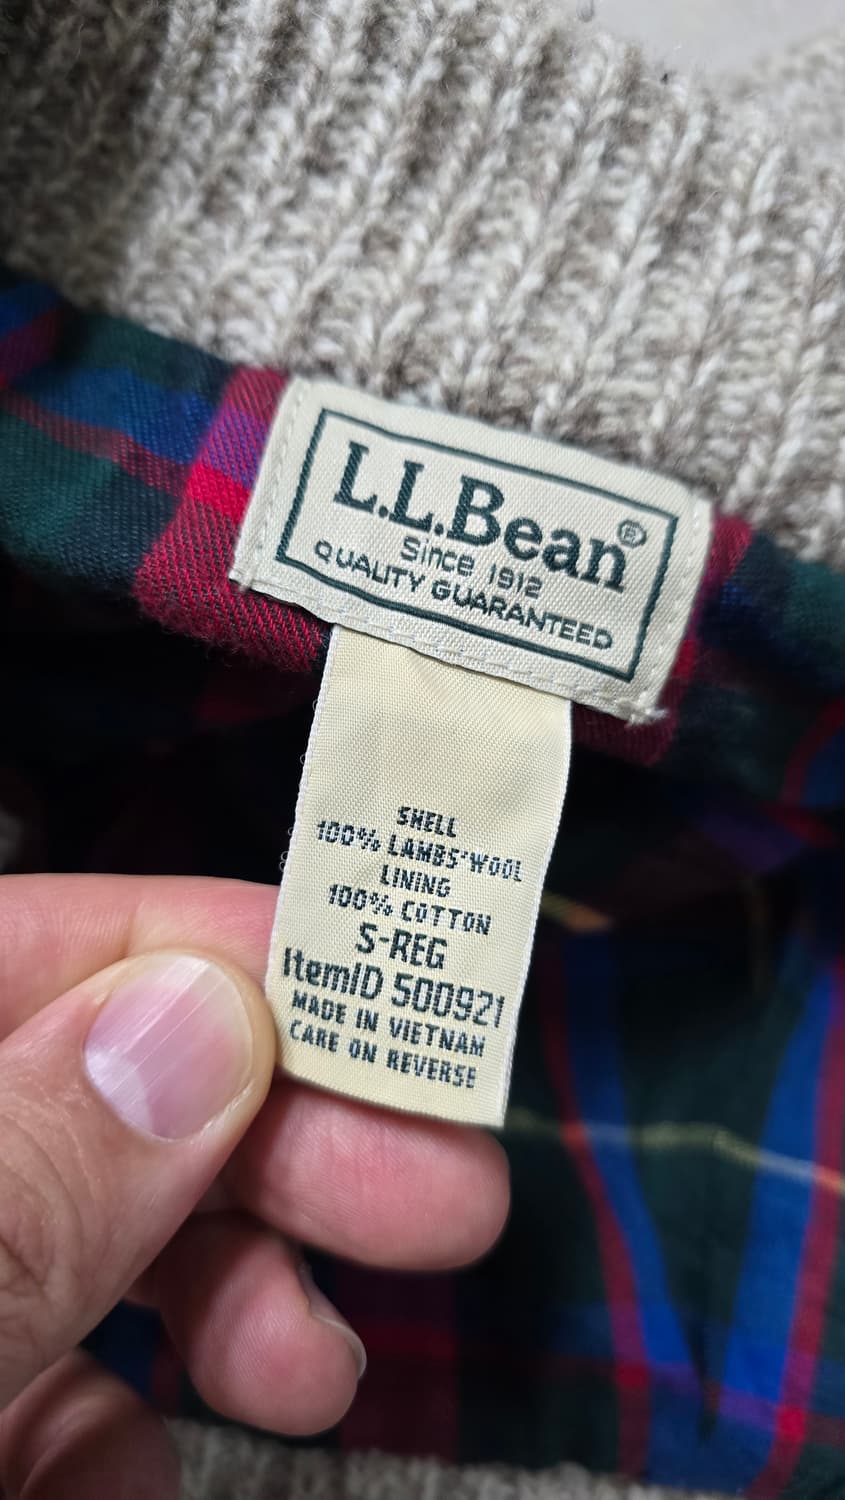 L.L.Bean®
Since 1912
QUALITY GUARANTEED
SHELL
100% LAMBS'WOOL
LINING
100% COTTON
S-REG
ItemID 500921
MADE IN VIETNAM
CARE ON REVERSE